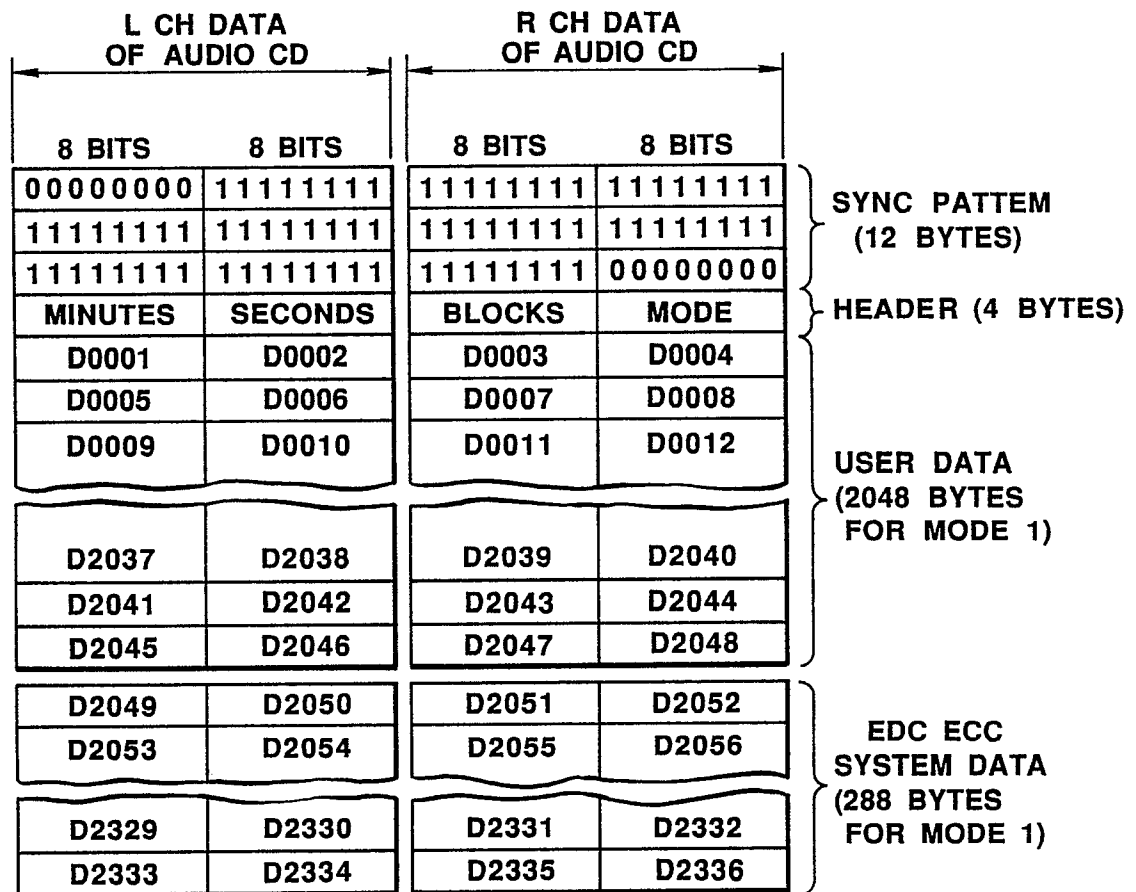 L CH DATA
OF AUDIO CD
R CH DATA
OF AUDIO CD
8 BITS 8 BITS 8 BITS 8 BITS
00000000 11111111 11111111 11111111
11111111 11111111 11111111 11111111
11111111 11111111 11111111 00000000
SYNC PATTEM
(12 BYTES)
MINUTES SECONDS BLOCKS MODE
HEADER (4 BYTES)
D0001 D0002 D0003 D0004
D0005 D0006 D0007 D0008
D0009 D0010 D0011 D0012
USER DATA
(2048 BYTES
FOR MODE 1)
D2037 D2038 D2039 D2040
D2041 D2042 D2043 D2044
D2045 D2046 D2047 D2048
D2049 D2050 D2051 D2052
D2053 D2054 D2055 D2056
EDC ECC
SYSTEM DATA
(288 BYTES
FOR MODE 1)
D2329 D2330 D2331 D2332
D2333 D2334 D2335 D2336